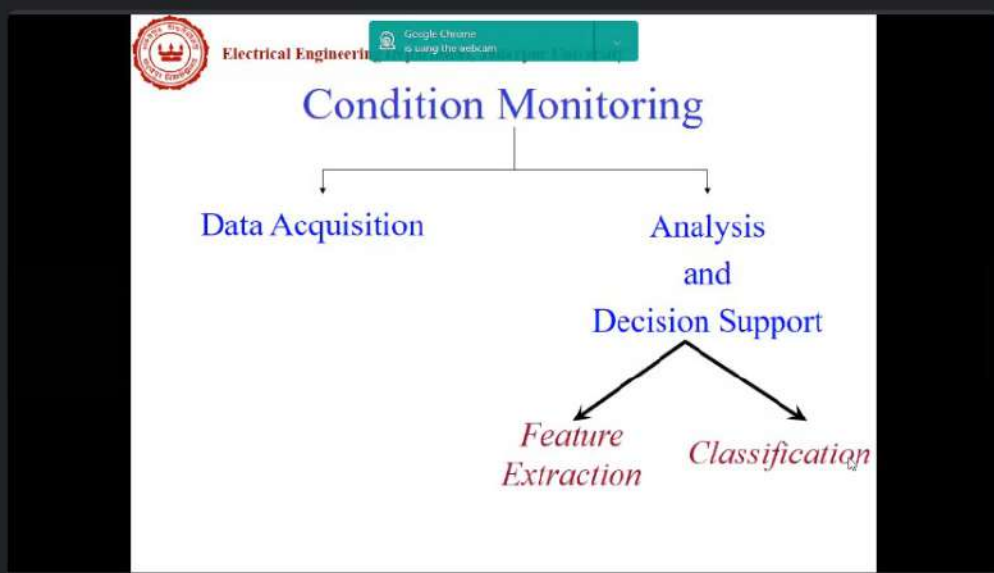 Google Chrome
is using the webcam
Electrical Engineering
Condition Monitoring
Data Acquisition
Analysis
and
Decision Support
Feature
Extraction
Classification